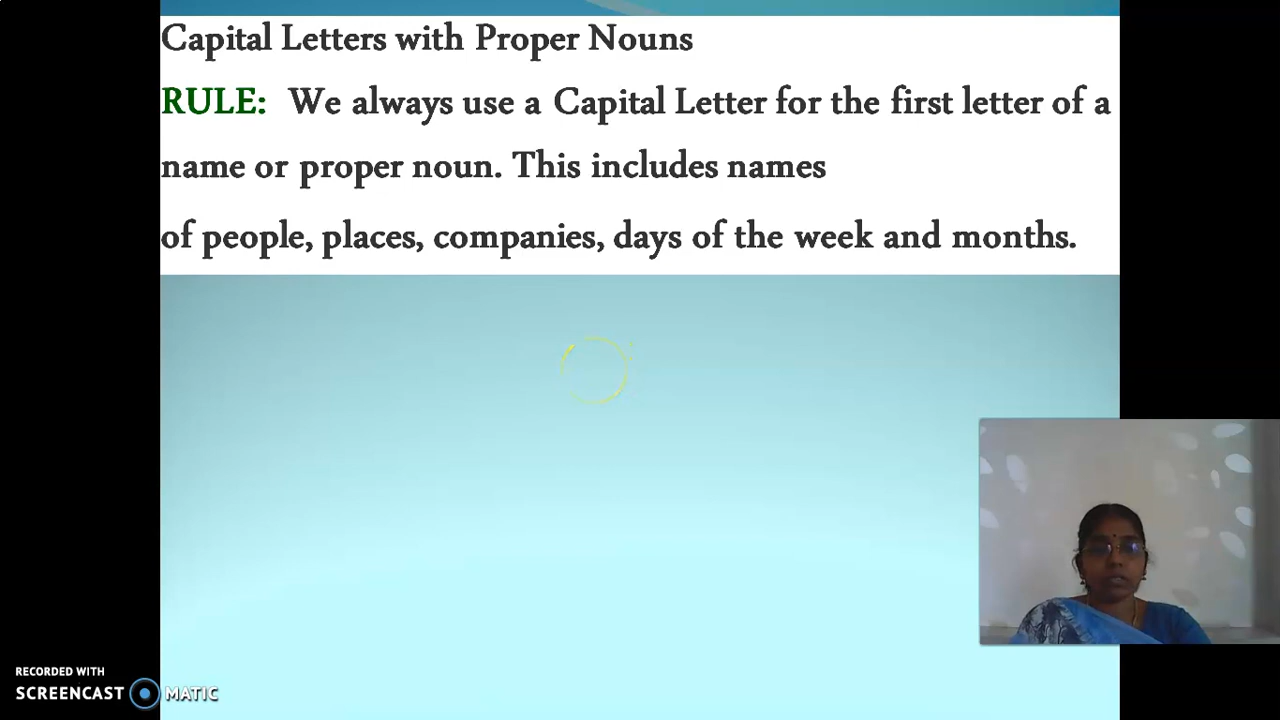 Capital Letters with Proper Nouns
RULE: We always use a Capital Letter for the first letter of a
name or proper noun. This includes names
of people, places, companies, days of the week and months.
RECORDED WITH
SCREENCAST MATIC